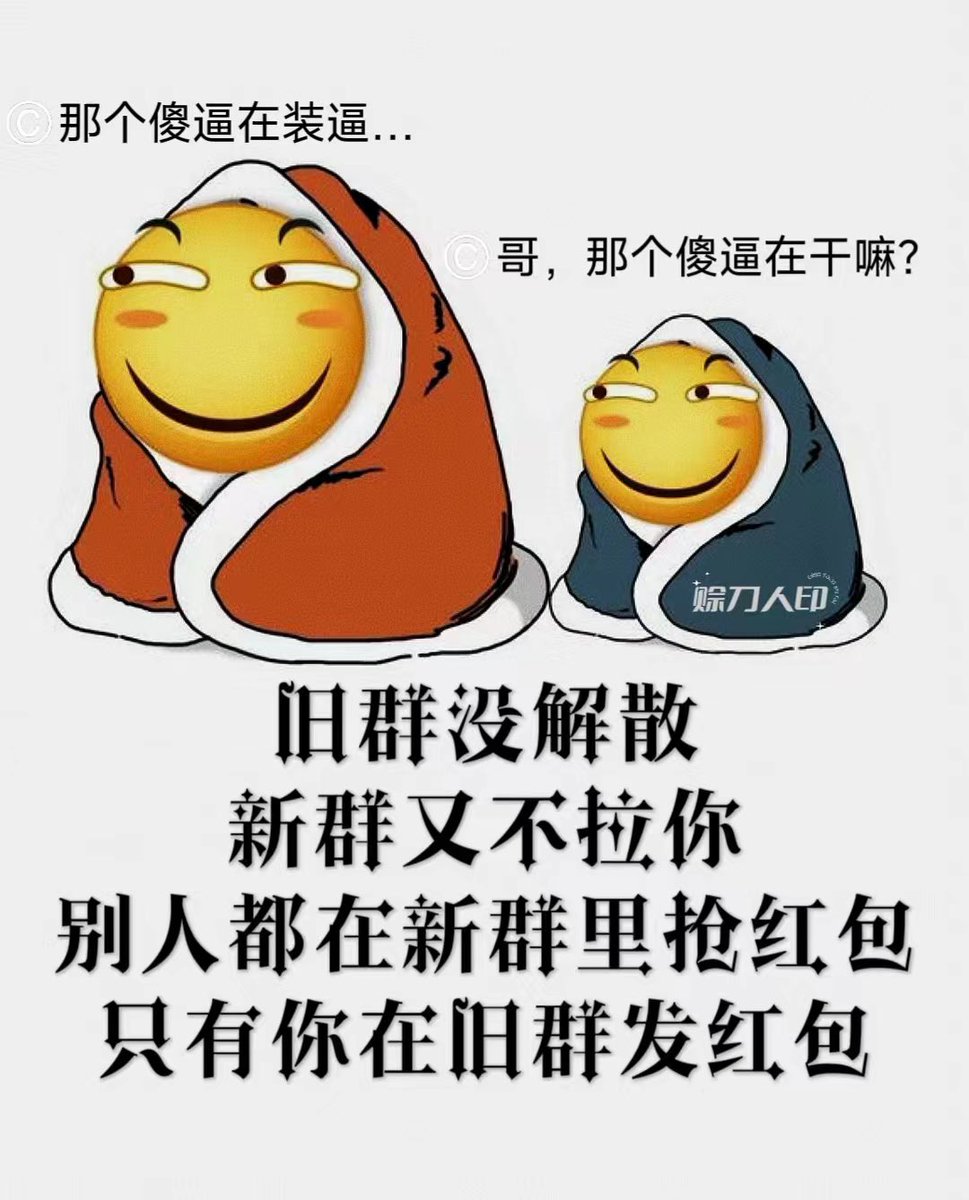 ©那个傻逼在装逼...
©哥，那个傻逼在干嘛?
赊刀人印
旧群没解散
新群又不拉你
别人都在新群里抢红包
只有你在旧群发红包